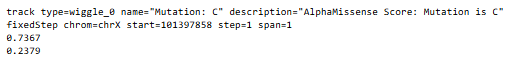 track type=wiggle_0 name="Mutation: C" description="AlphaMissense Score: Mutation is C"
fixedStep chrom=chrX start=101397858 step=1 span=1
0.7367
0.2379